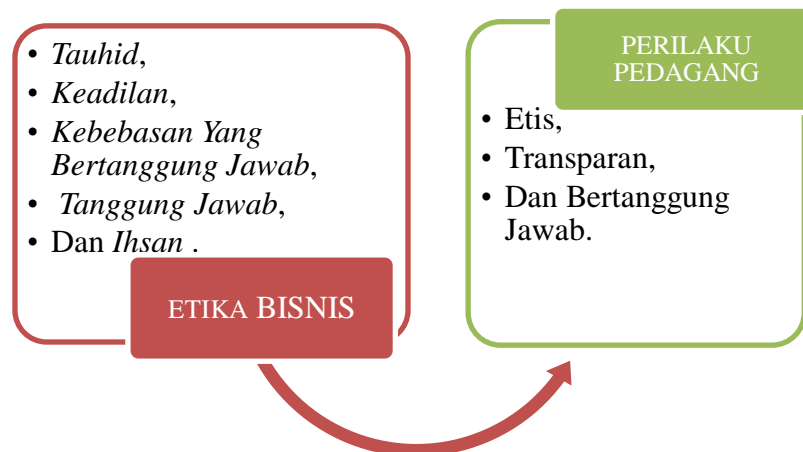 • Tauhid,
• Keadilan,
• Kebebasan Yang
Bertanggung Jawab,
• Tanggung Jawab,
• Dan Ihsan .
ETIKA BISNIS
PERILAKU
PEDAGANG
• Etis,
• Transparan,
• Dan Bertanggung
Jawab.